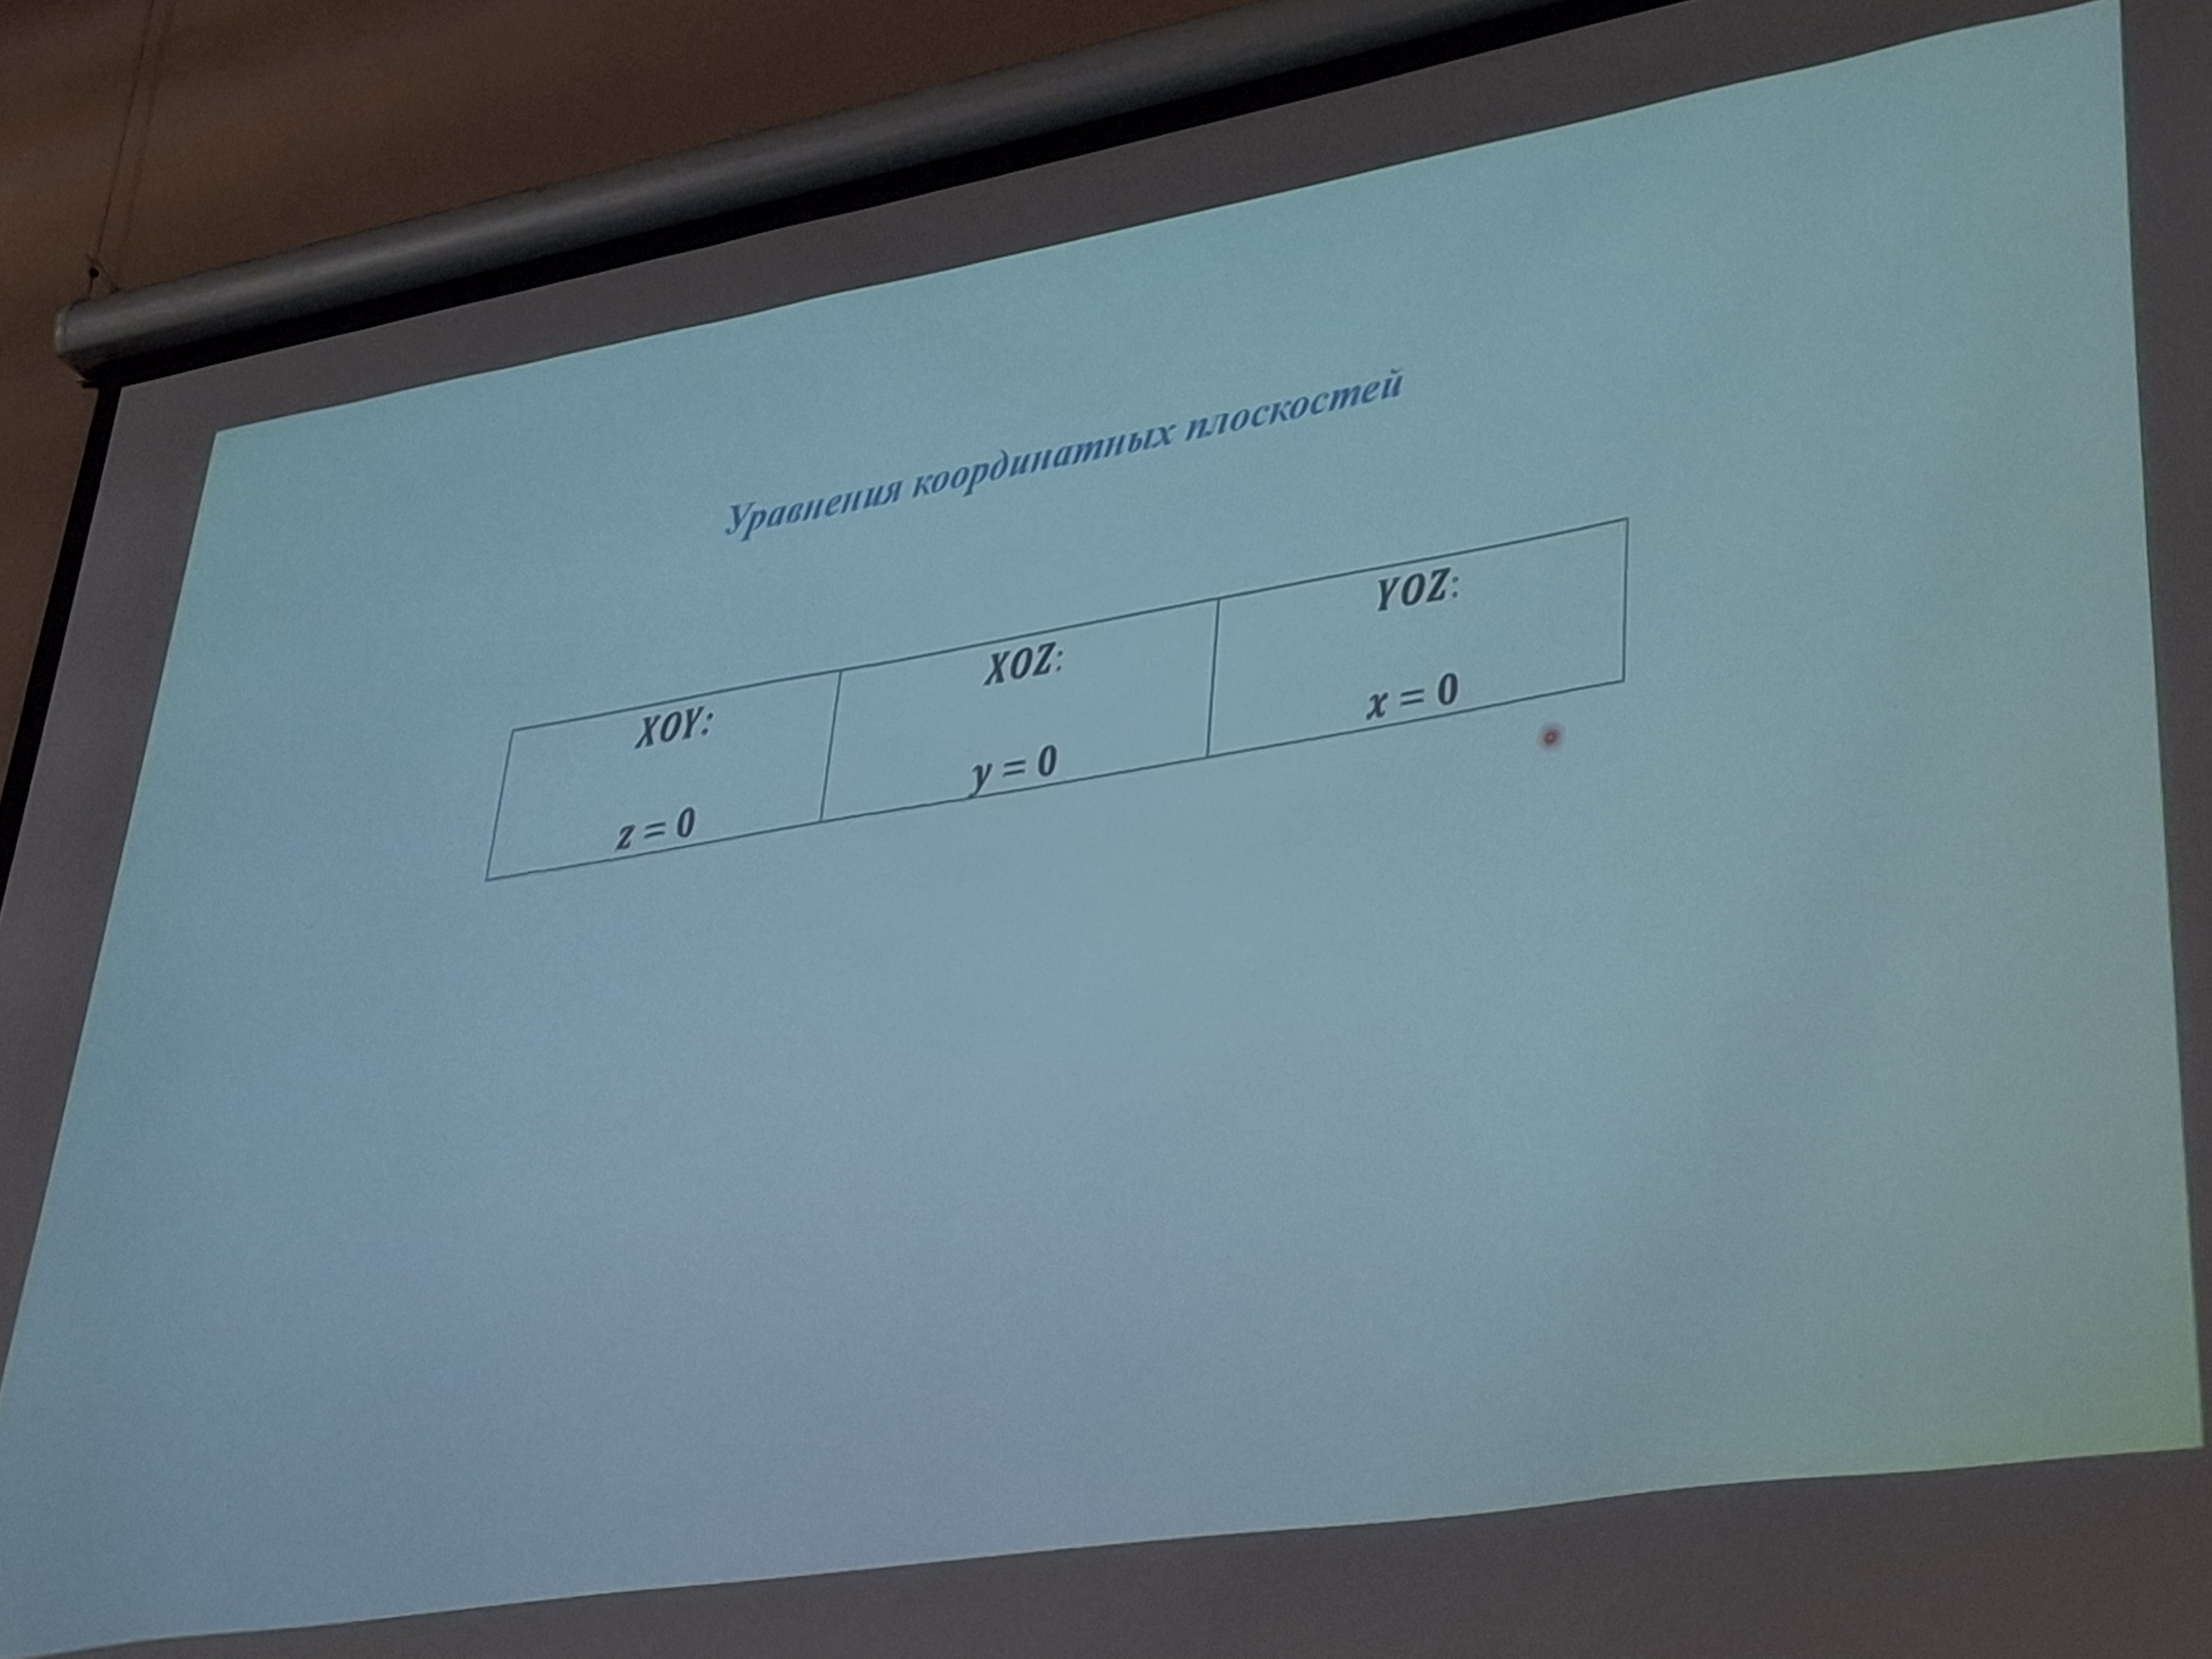 Уравнения координатных плоскостей
XOY:
z = 0
XOZ:
y = 0
YOZ:
x = 0